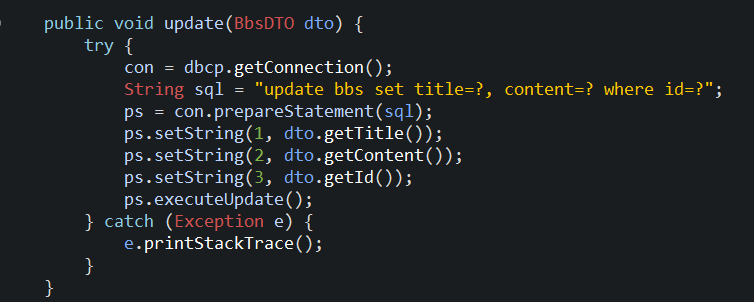 public void update(BbsDTO dto) {
try {
con = dbcp.getConnection();
String sql = "update bbs set title=?, content=? where id=?";
ps = con.prepareStatement(sql);
ps.setString(1, dto.getTitle());
ps.setString(2, dto.getContent());
ps.setString(3, dto.getId());
ps.executeUpdate();
} catch (Exception e) {
e.printStackTrace();
}
}